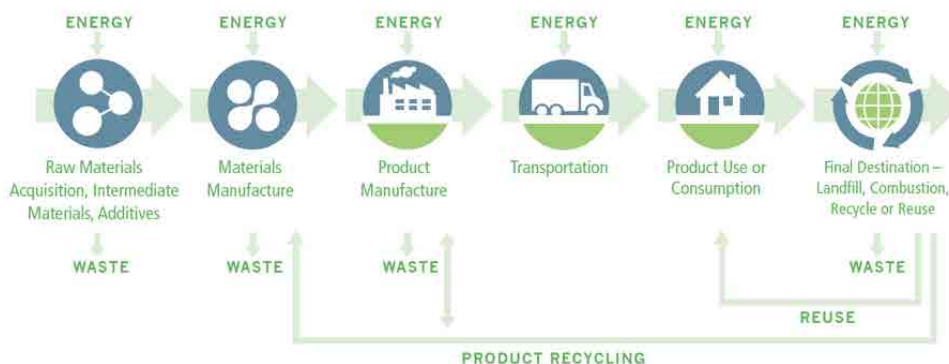 ENERGY ENERGY ENERGY ENERGY ENERGY
Raw Materials
Acquisition, Intermediate
Materials, Additives
Materials
Manufacture
Product
Manufacture
Transportation
Product Use or
Consumption
Final Destination –
Landfill, Combustion,
Recycle or Reuse
WASTE WASTE WASTE WASTE
REUSE
PRODUCT RECYCLING